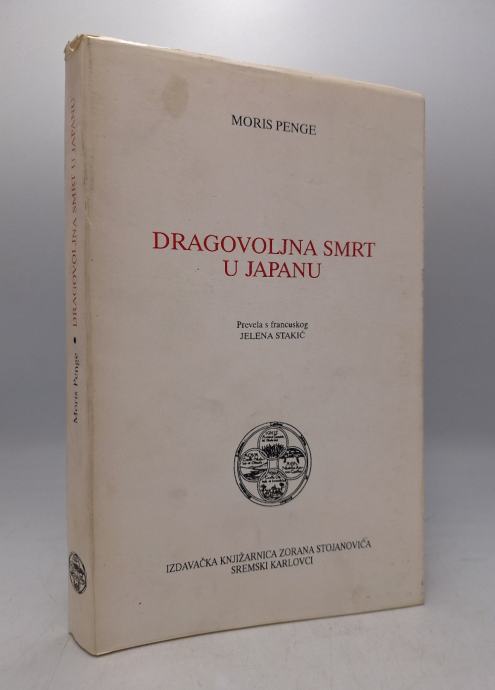 MORIS PENGE
DRAGOVOLJNA SMRT
U JAPANU
Prevela s francuskog
JELENA STAKIĆ
IGNIS
IZDAVAČKA KNJIŽARNICA ZORANA STOJANOVIĆA
SREMSKI KARLOVCI
Moris Penge • DRAGOVOLJNA SMRT U JAPANU